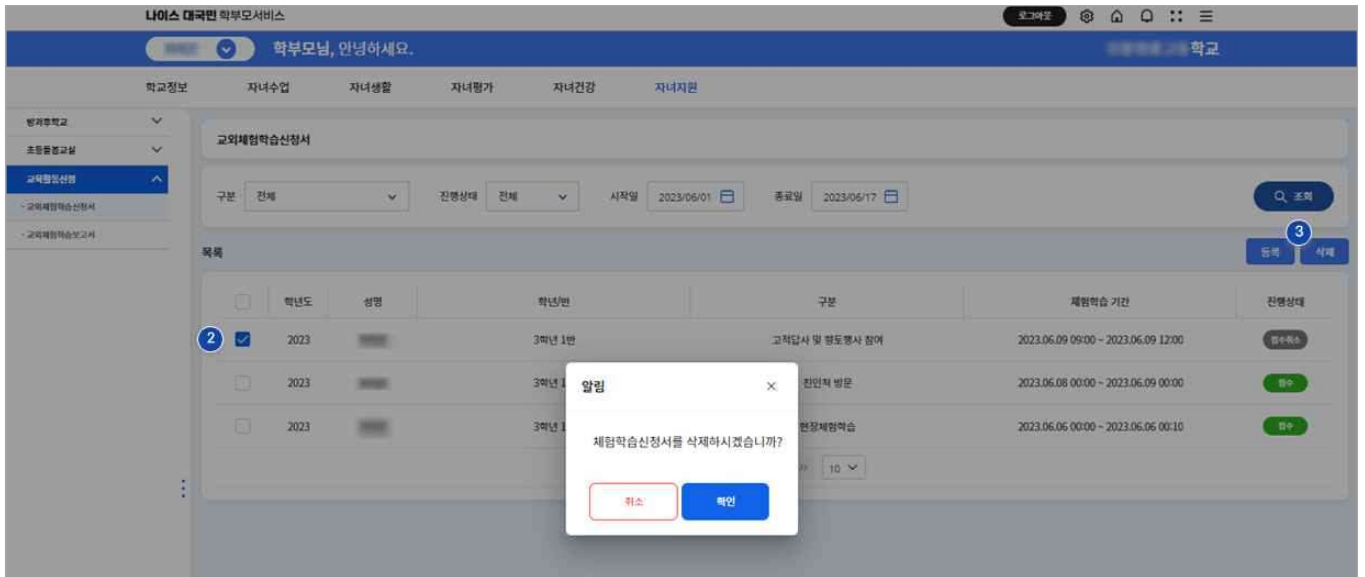 나이스 대국민 학부모서비스
로그아웃
학부모님, 안녕하세요.
학교
학교정보 자녀수업 자녀생활 자녀평가 자녀건강 자녀지원
방과후학교
초등돌봄교실
교육활동신청
- 교외체험학습신청서
- 교외체험학습보고서
교외체험학습신청서
구분 전체 진행상태 전체 시작일 2023/06/01 종료일 2023/06/17 조회
3
목록 등록 삭제
학년도 성명 학년/반 구분 체험학습 기간 진행상태
2 2023 3학년 1반 고적답사 및 향토행사 참여 2023.06.09 09:00 ~ 2023.06.09 12:00 접수취소
2023 3학년 1 친인척 방문 2023.06.08 00:00 ~ 2023.06.09 00:00 접수
2023 3학년 1 현장체험학습 2023.06.06 00:00 ~ 2023.06.06 00:10 접수
10
알림
체험학습신청서를 삭제하시겠습니까?
취소 확인